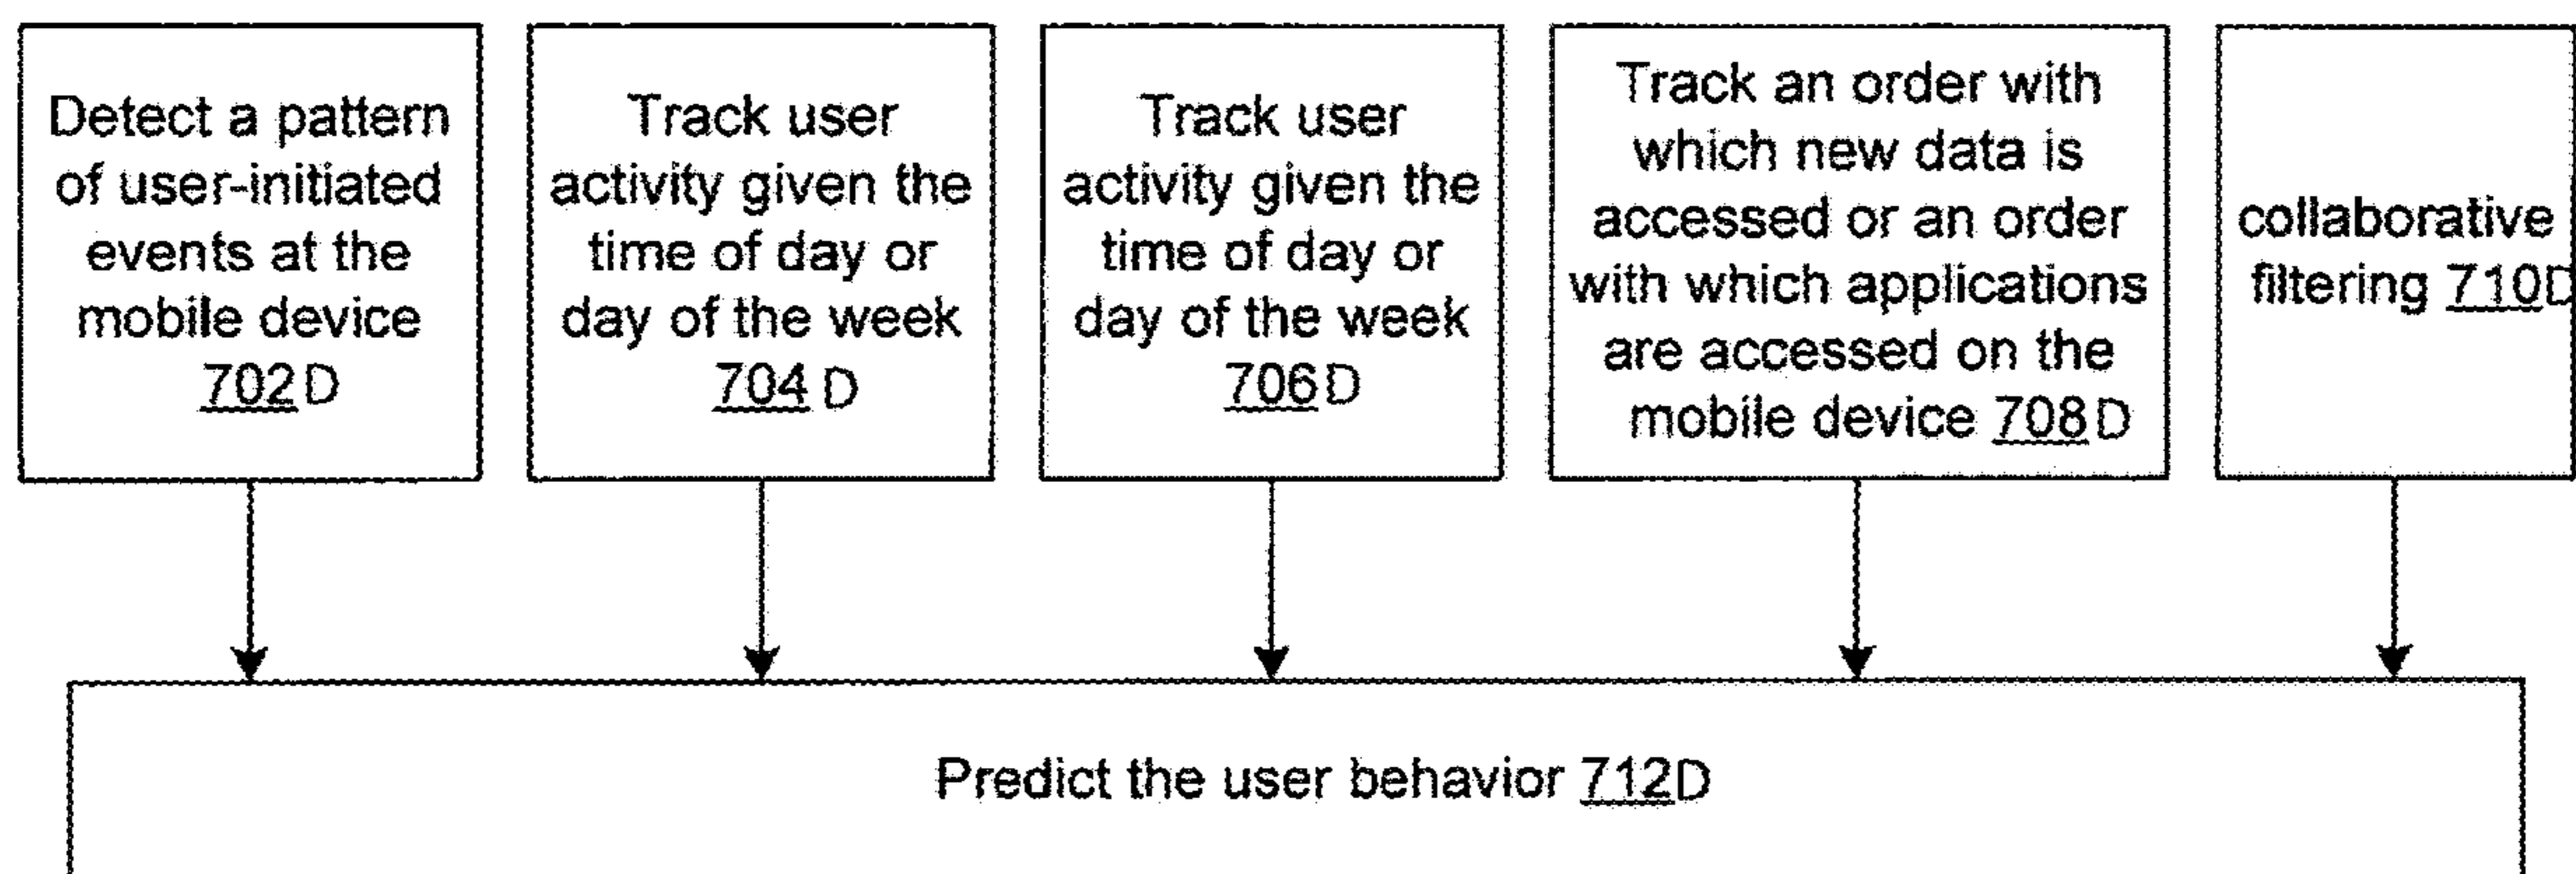 Detect a pattern
of user-initiated
events at the
mobile device
702D
Track user
activity given the
time of day or
day of the week
704 D
Track user
activity given the
time of day or
day of the week
706D
Track an order with
which new data is
accessed or an order
with which applications
are accessed on the
mobile device 708D
collaborative
filtering 710D
Predict the user behavior 712D